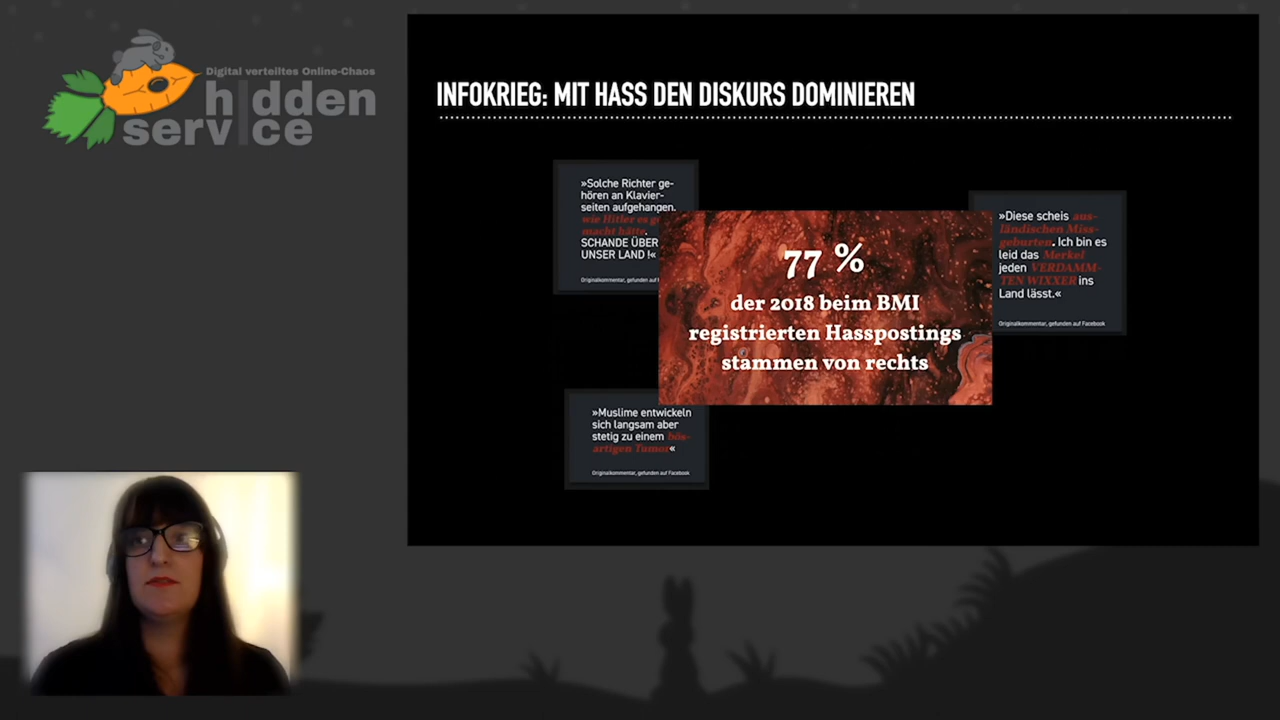 Digital verteiltes Online-Chaos
hidden
service
INFOKRIEG: MIT HASS DEN DISKURS DOMINIEREN
»Solche Richter ge-
hören an Klavier-
seiten aufgehangen.
wie Hitler es g
macht hätte.
SCHANDE ÜBER
UNSER LAND !«
Originalkommentar, gefunden auf
77 %
der 2018 beim BMI
registrierten Hasspostings
stammen von rechts
»Diese scheis aus-
ländischen Miss-
geburten. Ich bin es
leid das Merkel
jeden VERDAMM-
TEN WIXXER ins
Land lässt.«
Originalkommentar, gefunden auf Facebook
»Muslime entwickeln
sich langsam aber
stetig zu einem bös-
artigen Tumor«
Originalkommentar, gefunden auf Facebook